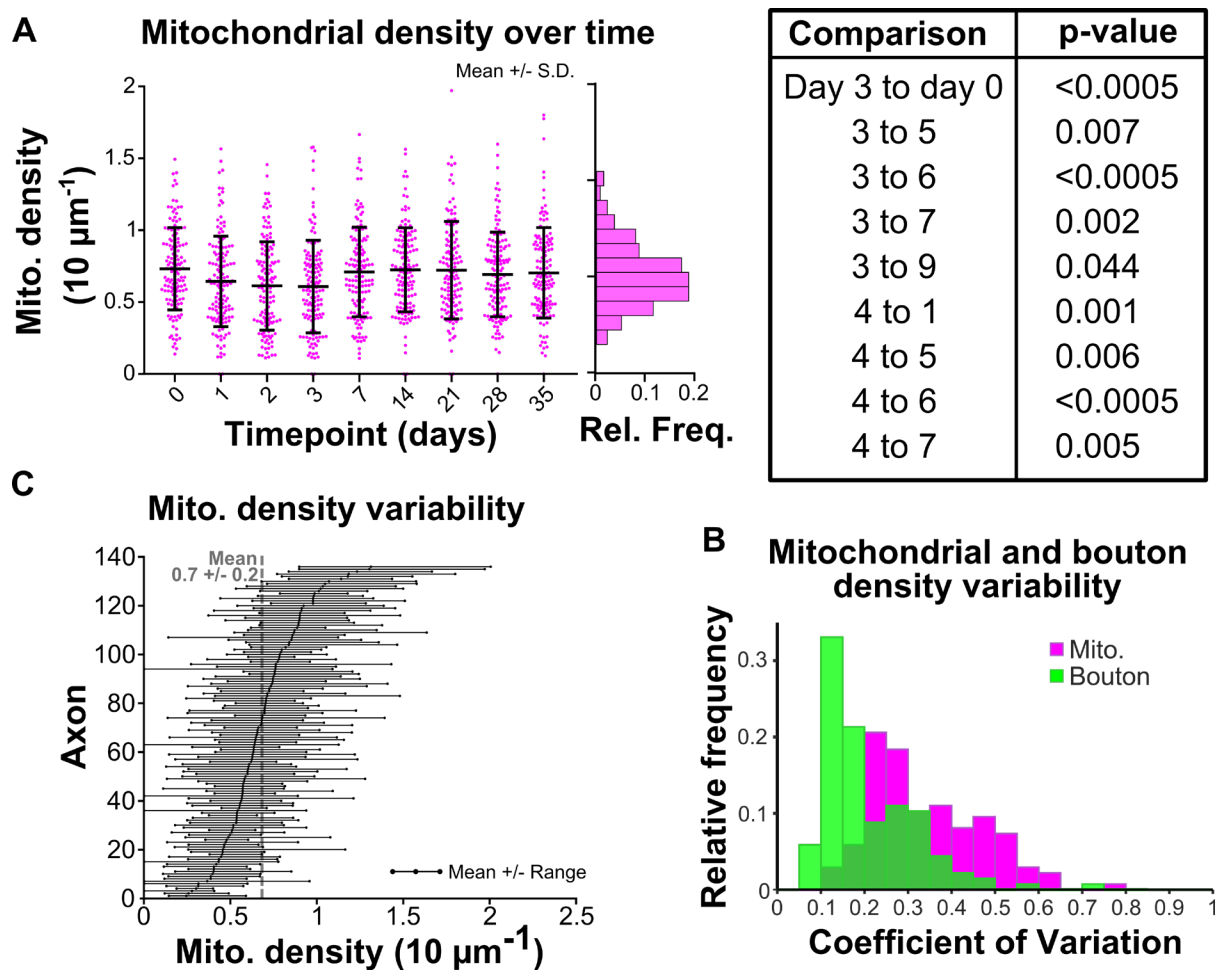 A
Mitochondrial density over time
Mean +/- S.D.
Mito. density
(10 µm⁻¹)
2
1.5
1
0.5
0
0
1
2
3
7
14
21
28
35
Timepoint (days)
0
0.1
0.2
Rel. Freq.
Comparison p-value
Day 3 to day 0 <0.0005
3 to 5 0.007
3 to 6 <0.0005
3 to 7 0.002
3 to 9 0.044
4 to 1 0.001
4 to 5 0.006
4 to 6 <0.0005
4 to 7 0.005
C
Mito. density variability
Mean
0.7 +/- 0.2
Axon
140
120
100
80
60
40
20
0
Mean +/- Range
0 0.5 1 1.5 2 2.5
Mito. density (10 µm⁻¹)
B
Mitochondrial and bouton
density variability
Relative frequency
0.3
0.2
0.1
0
Mito.
Bouton
0 0.1 0.2 0.3 0.4 0.5 0.6 0.7 0.8 0.9 1
Coefficient of Variation